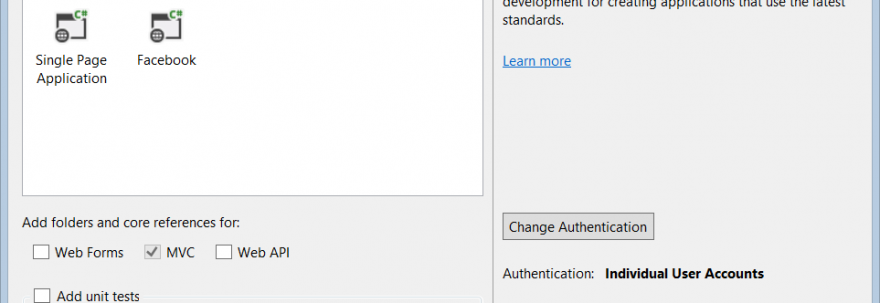 C#
C#
Single Page
Application
Facebook
Add folders and core references for:
Web Forms
MVC
Web API
Add unit tests
development for creating applications that use the latest
standards.
Learn more
Change Authentication
Authentication: Individual User Accounts